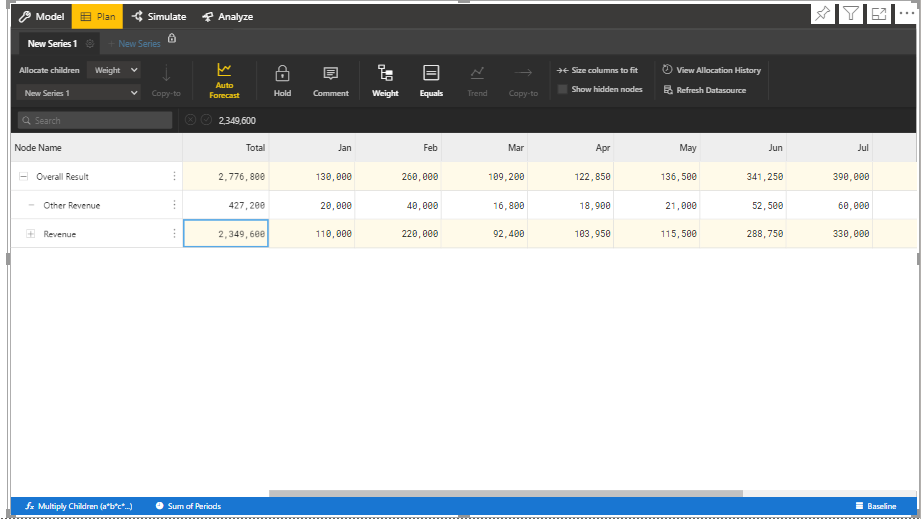 Model Plan Simulate Analyze
New Series 1 + New Series
Allocate children Weight
New Series 1 Copy-to Auto Forecast Hold Comment Weight Equals Trend Copy-to
Size columns to fit View Allocation History
Show hidden nodes Refresh Datasource
Search 2,349,600
Node Name Total Jan Feb Mar Apr May Jun Jul
Overall Result 2,776,800 130,000 260,000 109,200 122,850 136,500 341,250 390,000
Other Revenue 427,200 20,000 40,000 16,800 18,900 21,000 52,500 60,000
Revenue 2,349,600 110,000 220,000 92,400 103,950 115,500 288,750 330,000
fx Multiply Children (a*b*c*...) Sum of Periods Baseline